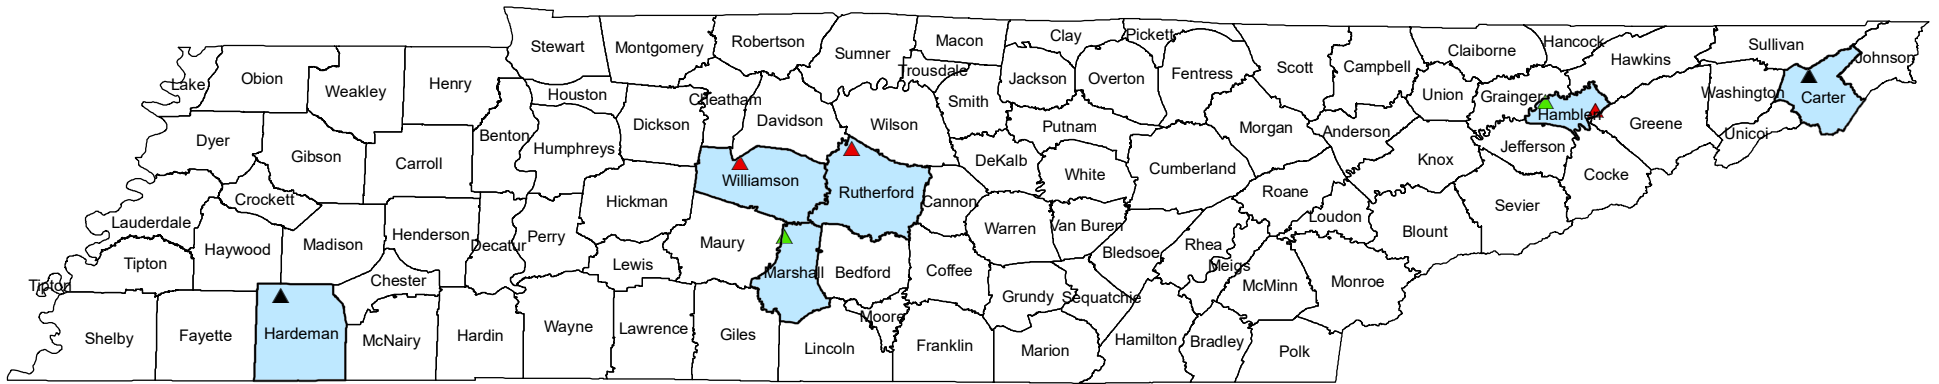 Lake
Obion
Weakley
Henry
Stewart
Montgomery
Robertson
Sumner
Macon
Trousdale
Clay
Pickett
Jackson
Overton
Fentress
Scott
Campbell
Claiborne
Hancock
Hawkins
Sullivan
Johnson
Carter
Washington
Unicoi
Greene
Hamblen
Grainger
Union
Anderson
Morgan
Smith
Putnam
Wilson
Davidson
Cheatham
Houston
Dickson
Humphreys
Benton
Carroll
Gibson
Dyer
Crockett
Lauderdale
Haywood
Madison
Henderson
Decatur
Perry
Hickman
Williamson
Rutherford
Cannon
DeKalb
White
Cumberland
Roane
Knox
Jefferson
Cocke
Sevier
Blount
Loudon
Rhea
Meigs
Bledsoe
Van Buren
Warren
Coffee
Bedford
Marshall
Maury
Lewis
Chester
Tipton
Tipton
Shelby
Fayette
Hardeman
McNairy
Hardin
Wayne
Lawrence
Giles
Lincoln
Moore
Franklin
Grundy
Sequatchie
Marion
Hamilton
Bradley
Polk
McMinn
Monroe